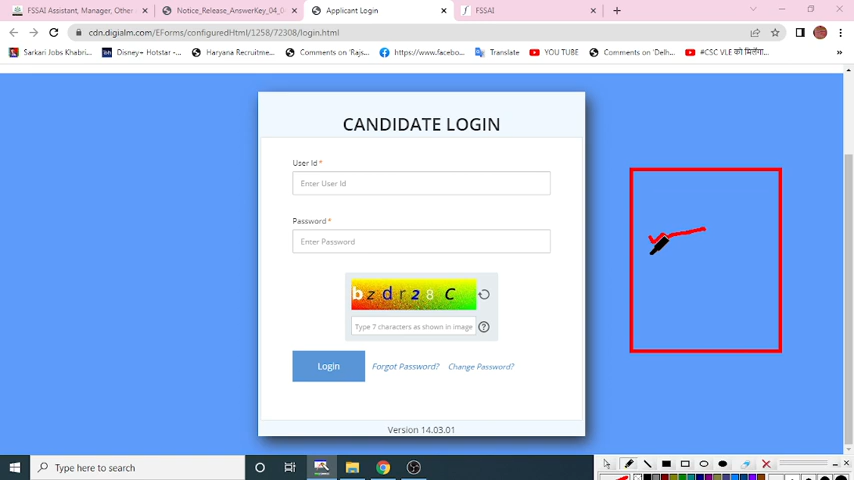 FSSAI Assistant, Manager, Other
Notice_Release_AnswerKey_04_0
Applicant Login
FSSAI
cdn.digialm.com/EForms/configuredHtml/1258/72308/login.html
Sarkari Jobs Khabri...
Disney+ Hotstar -...
Haryana Recruitme...
Comments on 'Rajs...
https://www.facebo...
Translate
YOU TUBE
Comments on 'Delh...
#CSC VLE को मिलेंगा...
CANDIDATE LOGIN
User Id *
Enter User Id
Password *
Enter Password
b z d r 2 8 C
Type 7 characters as shown in image
Login
Forgot Password?
Change Password?
Version 14.03.01
Type here to search